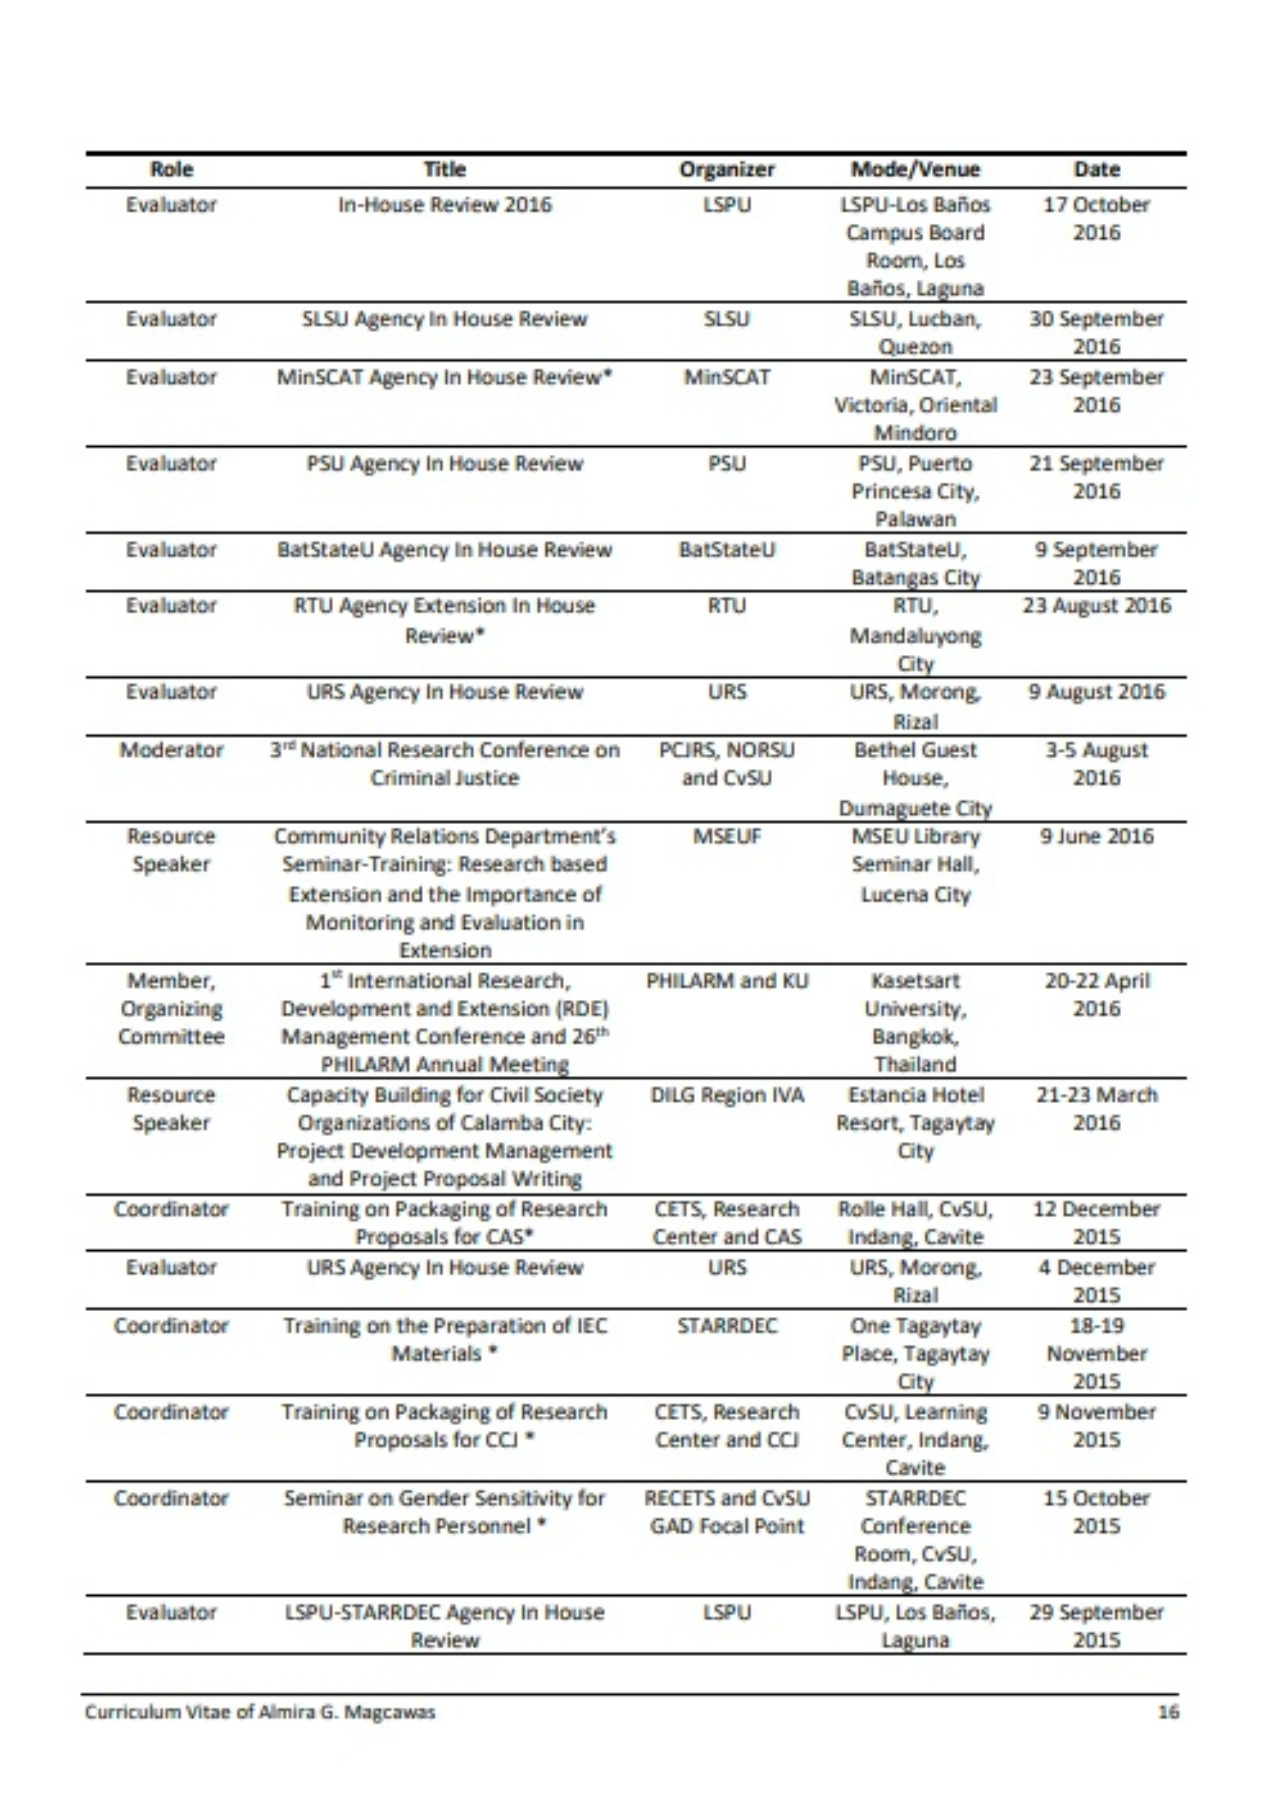 Role Title Organizer Mode/Venue Date
Evaluator In-House Review 2016 LSPU LSPU-Los Baños 17 October
Campus Board 2016
Room, Los
Baños, Laguna
Evaluator SLSU Agency In House Review SLSU SLSU, Lucban, 30 September
Quezon 2016
Evaluator MinSCAT Agency In House Review* MinSCAT MinSCAT, 23 September
Victoria, Oriental 2016
Mindoro
Evaluator PSU Agency In House Review PSU PSU, Puerto 21 September
Princesa City, 2016
Palawan
Evaluator BatStateU Agency In House Review BatStateU BatStateU, 9 September
Batangas City 2016
Evaluator RTU Agency Extension In House RTU RTU, 23 August 2016
Review* Mandaluyong
City
Evaluator URS Agency In House Review URS URS, Morong, 9 August 2016
Rizal
Moderator 3rd National Research Conference on PCJRS, NORSU Bethel Guest 3-5 August
Criminal Justice and CvSU House, 2016
Dumaguete City
Resource Community Relations Department's MSEUF MSEU Library 9 June 2016
Speaker Seminar-Training: Research based Seminar Hall,
Extension and the Importance of Lucena City
Monitoring and Evaluation in
Extension
Member, 1st International Research, PHILARM and KU Kasetsart 20-22 April
Organizing Development and Extension (RDE) University, 2016
Committee Management Conference and 26th Bangkok,
PHILARM Annual Meeting Thailand
Resource Capacity Building for Civil Society DILG Region IVA Estancia Hotel 21-23 March
Speaker Organizations of Calamba City: Resort, Tagaytay 2016
Project Development Management City
and Project Proposal Writing
Coordinator Training on Packaging of Research CETS, Research Rolle Hall, CvSU, 12 December
Proposals for CAS* Center and CAS Indang, Cavite 2015
Evaluator URS Agency In House Review URS URS, Morong, 4 December
Rizal 2015
Coordinator Training on the Preparation of IEC STARRDEC One Tagaytay 18-19
Materials * Place, Tagaytay November
City 2015
Coordinator Training on Packaging of Research CETS, Research CvSU, Learning 9 November
Proposals for CCJ * Center and CCJ Center, Indang, 2015
Cavite
Coordinator Seminar on Gender Sensitivity for RECETS and CvSU STARRDEC 15 October
Research Personnel * GAD Focal Point Conference 2015
Room, CvSU,
Indang, Cavite
Evaluator LSPU-STARRDEC Agency In House LSPU LSPU, Los Baños, 29 September
Review Laguna 2015
Curriculum Vitae of Almira G. Magcawas 16